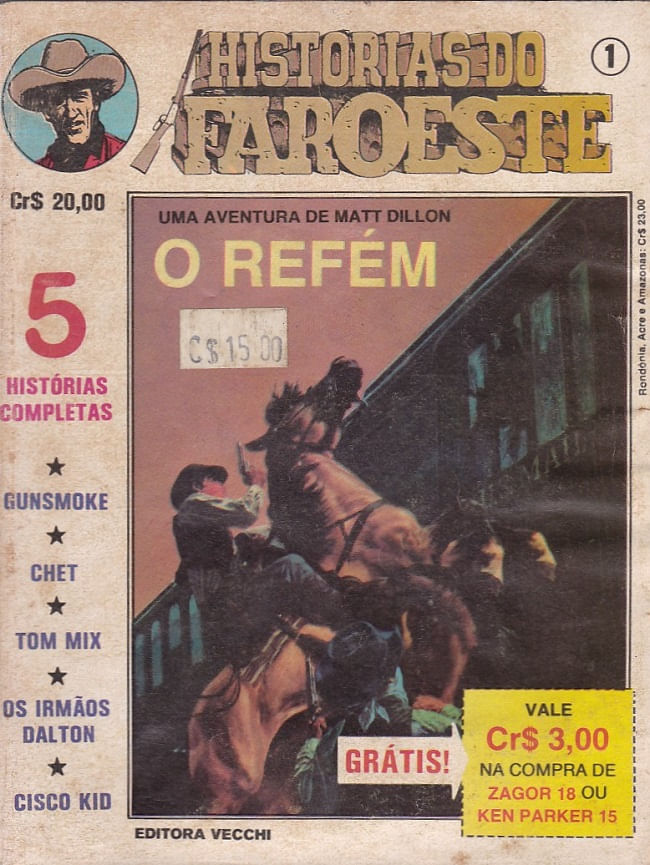 HISTORIAS DO
FAROESTE
1
Cr$ 20,00
UMA AVENTURA DE MATT DILLON
O REFÉM
C$ 15 00
5
HISTÓRIAS
COMPLETAS
★
GUNSMOKE
★
CHET
★
TOM MIX
★
OS IRMÃOS
DALTON
★
CISCO KID
Rondônia, Acre e Amazonas: Cr$ 23,00
MAIL
GRÁTIS!
VALE
Cr$ 3,00
NA COMPRA DE
ZAGOR 18 OU
KEN PARKER 15
EDITORA VECCHI